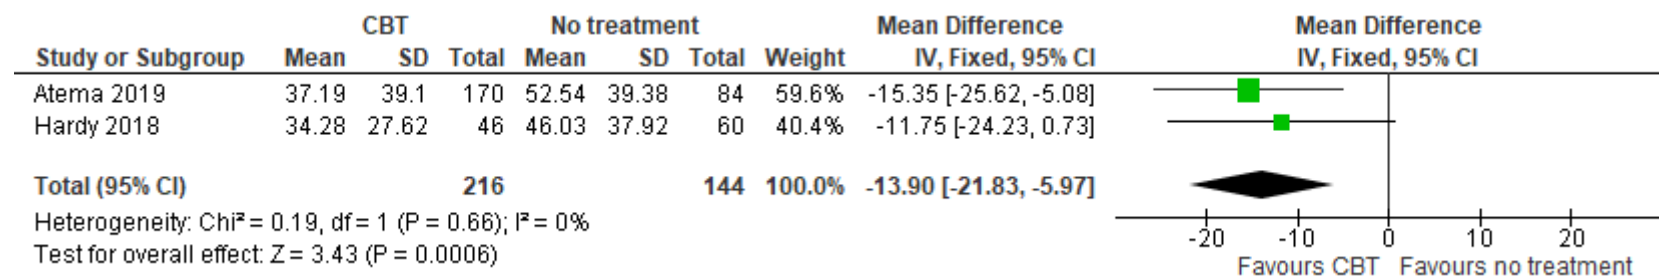 CBT No treatment Mean Difference Mean Difference
Study or Subgroup Mean SD Total Mean SD Total Weight IV, Fixed, 95% CI IV, Fixed, 95% CI
Atema 2019 37.19 39.1 170 52.54 39.38 84 59.6% -15.35 [-25.62, -5.08]
Hardy 2018 34.28 27.62 46 46.03 37.92 60 40.4% -11.75 [-24.23, 0.73]
Total (95% CI) 216 144 100.0% -13.90 [-21.83, -5.97]
Heterogeneity: Chi² = 0.19, df = 1 (P = 0.66); I² = 0%
Test for overall effect: Z = 3.43 (P = 0.0006)
-20 -10 0 10 20
Favours CBT Favours no treatment